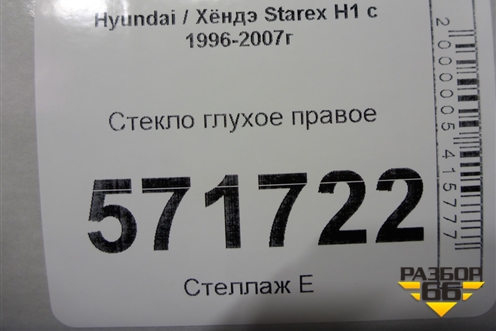 Hyundai / Хёндэ Starex H1 с
1996-2007г
Стекло глухое правое
571722
Стеллаж Е
2000005415777
РАЗБОР
66